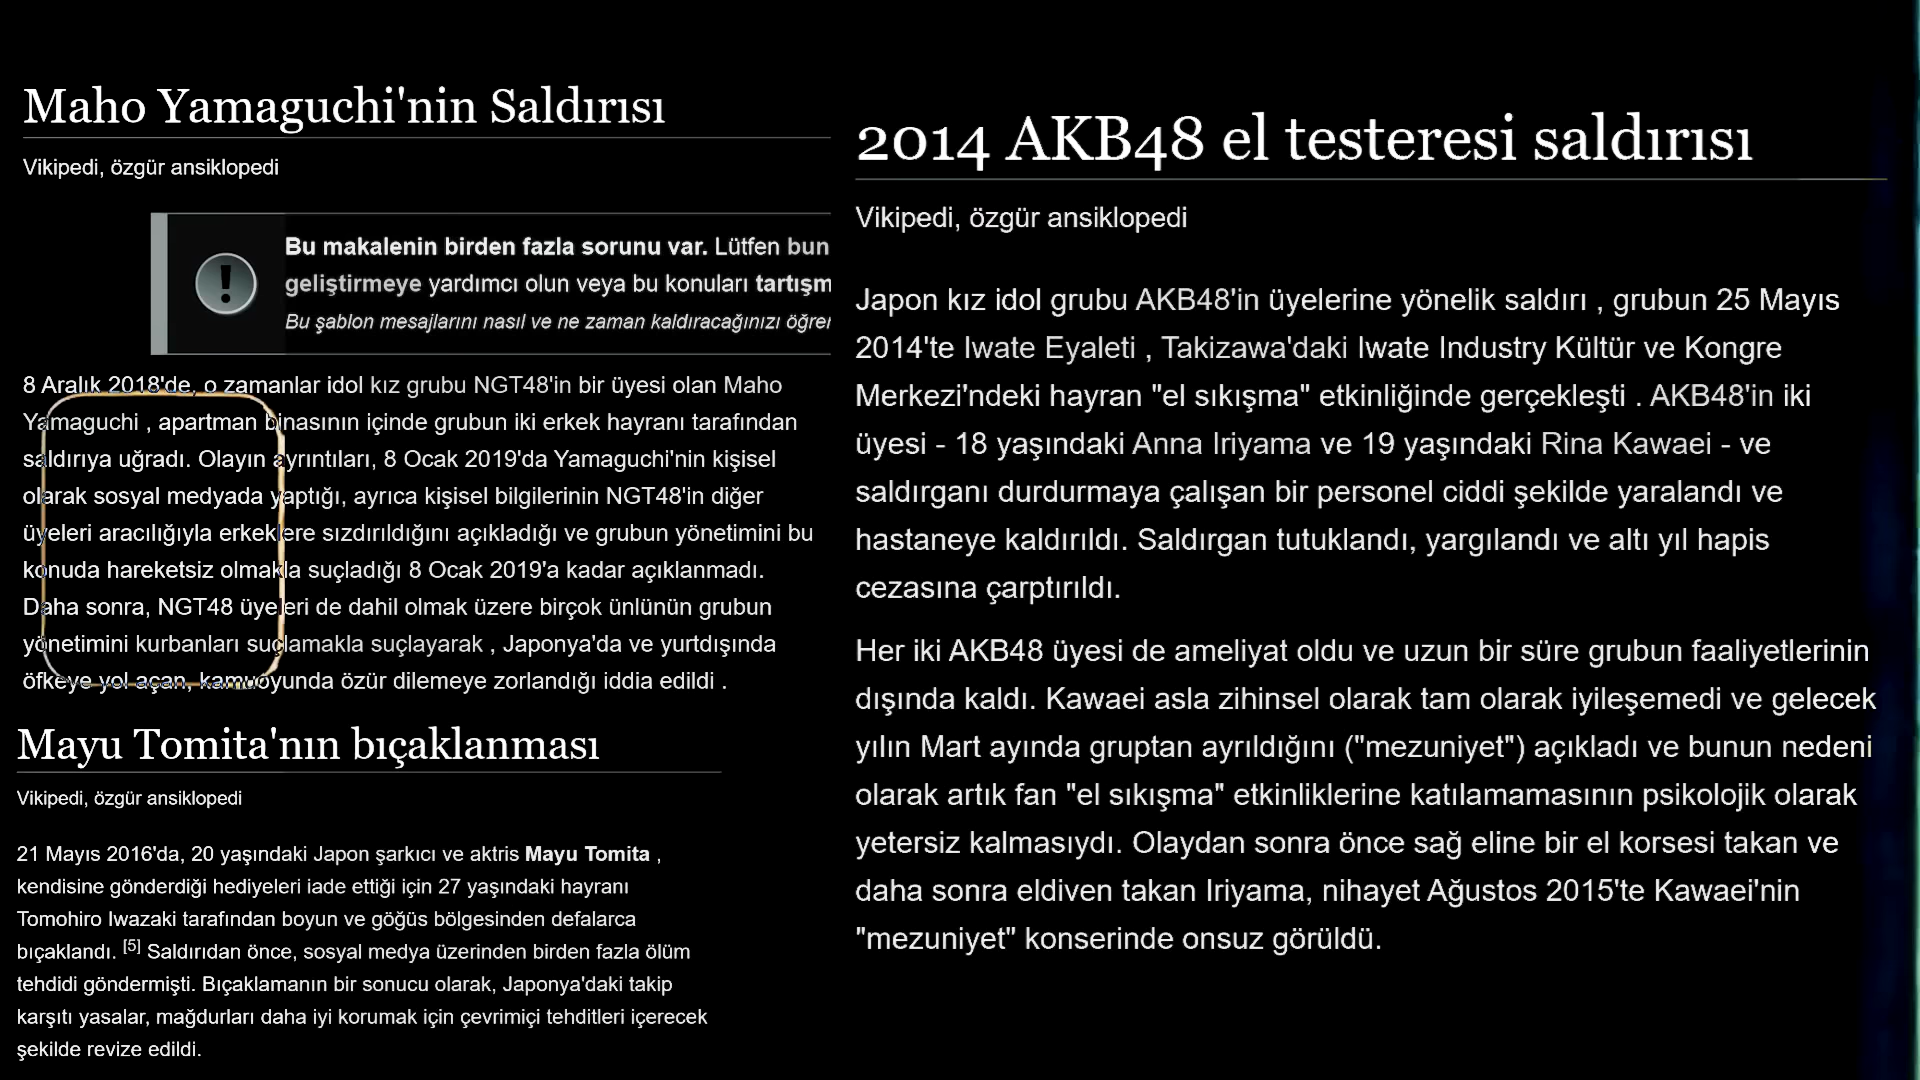 Maho Yamaguchi'nin Saldırısı
Vikipedi, özgür ansiklopedi
Bu makalenin birden fazla sorunu var. Lütfen bun
geliştirmeye yardımcı olun veya bu konuları tartışm
Bu şablon mesajlarını nasıl ve ne zaman kaldıracağınızı öğren
8 Aralık 2018'de, o zamanlar idol kız grubu NGT48'in bir üyesi olan Maho
Yamaguchi , apartman binasının içinde grubun iki erkek hayranı tarafından
saldırıya uğradı. Olayın ayrıntıları, 8 Ocak 2019'da Yamaguchi'nin kişisel
olarak sosyal medyada yaptığı, ayrıca kişisel bilgilerinin NGT48'in diğer
üyeleri aracılığıyla erkeklere sızdırıldığını açıkladığı ve grubun yönetimini bu
konuda hareketsiz olmakla suçladığı 8 Ocak 2019'a kadar açıklanmadı.
Daha sonra, NGT48 üyeleri de dahil olmak üzere birçok ünlünün grubun
yönetimini kurbanları suçlamakla suçlayarak , Japonya'da ve yurtdışında
öfkeye yol açan, kamuoyunda özür dilemeye zorlandığı iddia edildi .
Mayu Tomita'nın bıçaklanması
Vikipedi, özgür ansiklopedi
21 Mayıs 2016'da, 20 yaşındaki Japon şarkıcı ve aktris Mayu Tomita ,
kendisine gönderdiği hediyeleri iade ettiği için 27 yaşındaki hayranı
Tomohiro Iwazaki tarafından boyun ve göğüs bölgesinden defalarca
bıçaklandı. [5] Saldırıdan önce, sosyal medya üzerinden birden fazla ölüm
tehdidi göndermişti. Bıçaklamanın bir sonucu olarak, Japonya'daki takip
karşıtı yasalar, mağdurları daha iyi korumak için çevrimiçi tehditleri içerecek
şekilde revize edildi.
2014 AKB48 el testeresi saldırısı
Vikipedi, özgür ansiklopedi
Japon kız idol grubu AKB48'in üyelerine yönelik saldırı , grubun 25 Mayıs
2014'te Iwate Eyaleti , Takizawa'daki Iwate Industry Kültür ve Kongre
Merkezi'ndeki hayran "el sıkışma" etkinliğinde gerçekleşti . AKB48'in iki
üyesi - 18 yaşındaki Anna Iriyama ve 19 yaşındaki Rina Kawaei - ve
saldırganı durdurmaya çalışan bir personel ciddi şekilde yaralandı ve
hastaneye kaldırıldı. Saldırgan tutuklandı, yargılandı ve altı yıl hapis
cezasına çarptırıldı.
Her iki AKB48 üyesi de ameliyat oldu ve uzun bir süre grubun faaliyetlerinin
dışında kaldı. Kawaei asla zihinsel olarak tam olarak iyileşemedi ve gelecek
yılın Mart ayında gruptan ayrıldığını ("mezuniyet") açıkladı ve bunun nedeni
olarak artık fan "el sıkışma" etkinliklerine katılamamasının psikolojik olarak
yetersiz kalmasıydı. Olaydan sonra önce sağ eline bir el korsesi takan ve
daha sonra eldiven takan Iriyama, nihayet Ağustos 2015'te Kawaei'nin
"mezuniyet" konserinde onsuz görüldü.